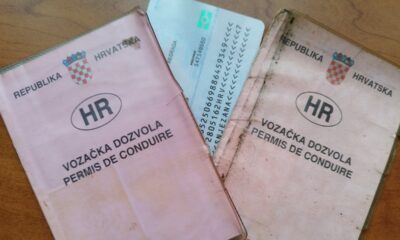 REPUBLIKA HRVATSKA
HR
VOZAČKA DOZVOLA
PERMIS DE CONDUIRE
REPUBLIKA HRVATSKA
HR
VOZAČKA DOZVOLA
PERMIS DE CONDUIRE